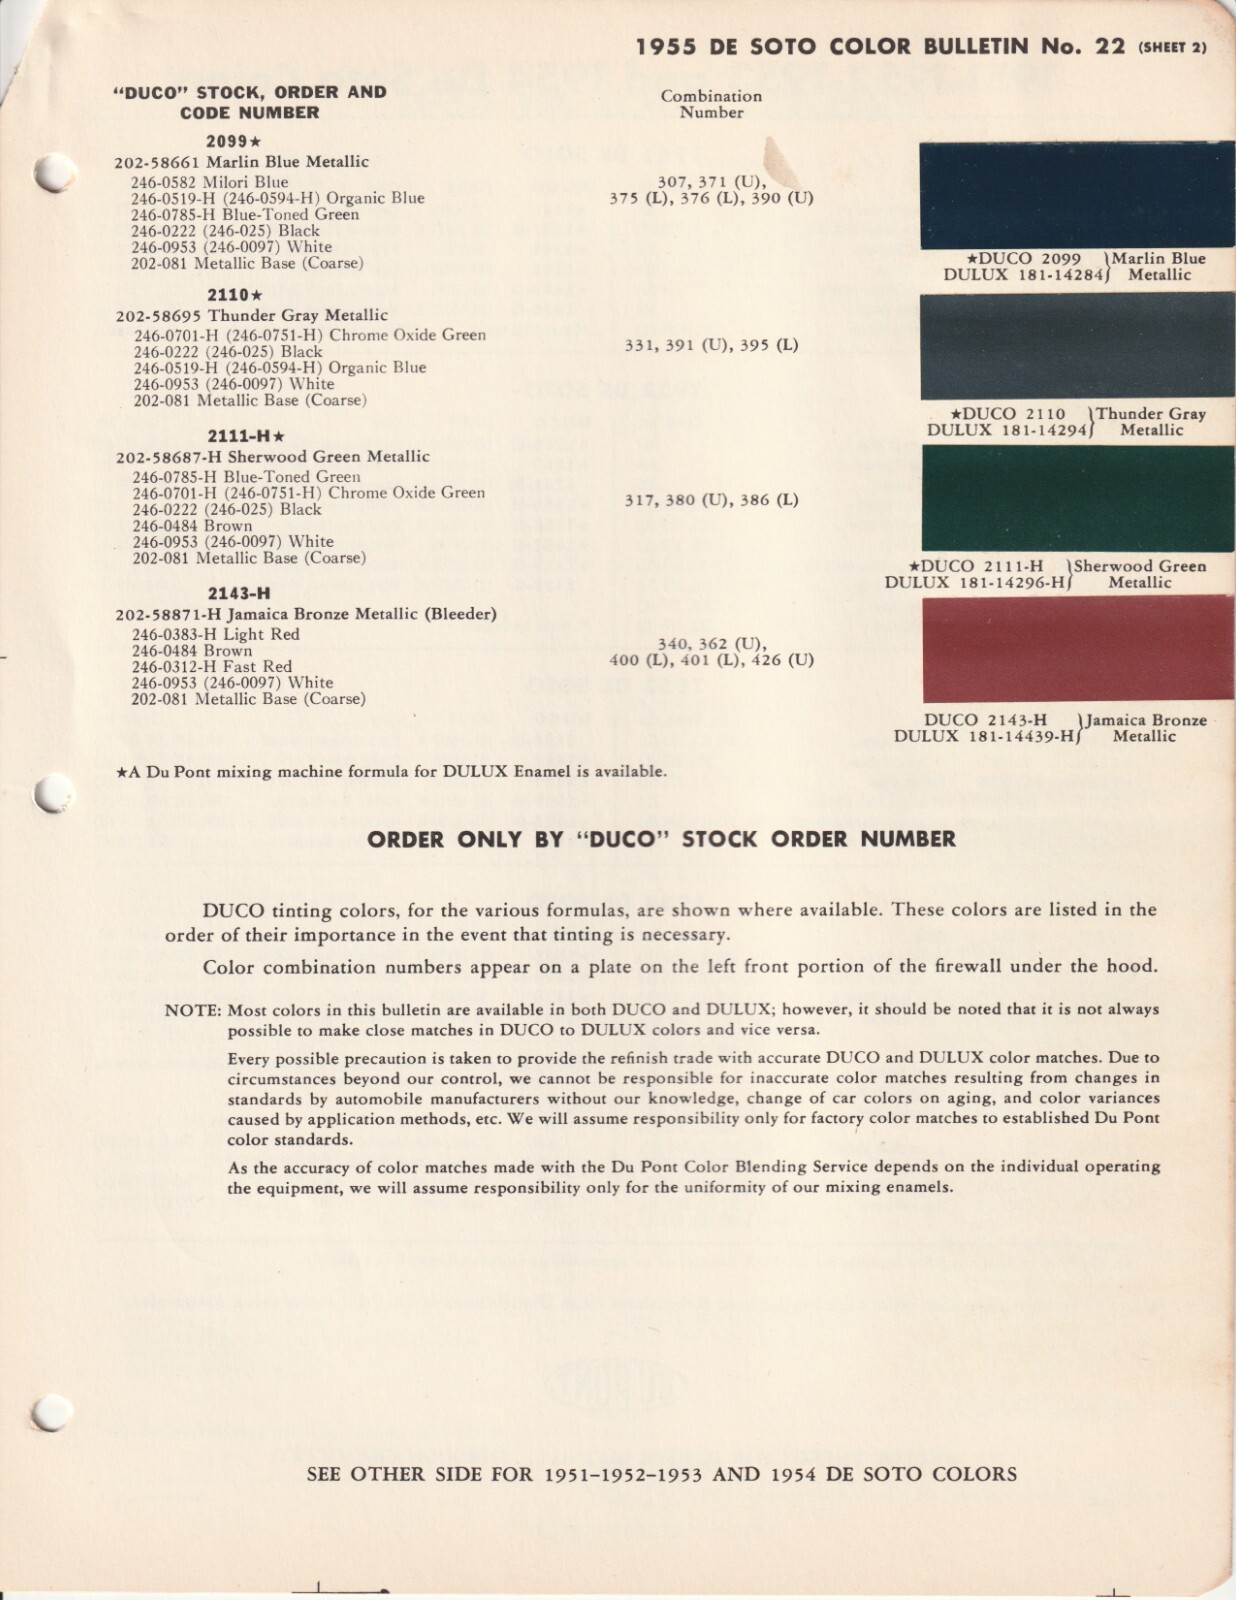 1955 DE SOTO COLOR BULLETIN No. 22 (SHEET 2)
“DUCO” STOCK, ORDER AND
CODE NUMBER
Combination
Number
2099★
202-58661 Marlin Blue Metallic
246-0582 Milori Blue
246-0519-H (246-0594-H) Organic Blue
246-0785-H Blue-Toned Green
246-0222 (246-025) Black
246-0953 (246-0097) White
202-081 Metallic Base (Coarse)
307, 371 (U),
375 (L), 376 (L), 390 (U)
★DUCO 2099 } Marlin Blue
DULUX 181-14284 } Metallic
2110★
202-58695 Thunder Gray Metallic
246-0701-H (246-0751-H) Chrome Oxide Green
246-0222 (246-025) Black
246-0519-H (246-0594-H) Organic Blue
246-0953 (246-0097) White
202-081 Metallic Base (Coarse)
331, 391 (U), 395 (L)
★DUCO 2110 } Thunder Gray
DULUX 181-14294 } Metallic
2111-H★
202-58687-H Sherwood Green Metallic
246-0785-H Blue-Toned Green
246-0701-H (246-0751-H) Chrome Oxide Green
246-0222 (246-025) Black
246-0484 Brown
246-0953 (246-0097) White
202-081 Metallic Base (Coarse)
317, 380 (U), 386 (L)
★DUCO 2111-H } Sherwood Green
DULUX 181-14296-H } Metallic
2143-H
202-58871-H Jamaica Bronze Metallic (Bleeder)
246-0383-H Light Red
246-0484 Brown
246-0312-H Fast Red
246-0953 (246-0097) White
202-081 Metallic Base (Coarse)
340, 362 (U),
400 (L), 401 (L), 426 (U)
DUCO 2143-H } Jamaica Bronze
DULUX 181-14439-H } Metallic
★A Du Pont mixing machine formula for DULUX Enamel is available.
ORDER ONLY BY “DUCO” STOCK ORDER NUMBER
DUCO tinting colors, for the various formulas, are shown where available. These colors are listed in the
order of their importance in the event that tinting is necessary.
Color combination numbers appear on a plate on the left front portion of the firewall under the hood.
NOTE: Most colors in this bulletin are available in both DUCO and DULUX; however, it should be noted that it is not always
possible to make close matches in DUCO to DULUX colors and vice versa.
Every possible precaution is taken to provide the refinish trade with accurate DUCO and DULUX color matches. Due to
circumstances beyond our control, we cannot be responsible for inaccurate color matches resulting from changes in
standards by automobile manufacturers without our knowledge, change of car colors on aging, and color variances
caused by application methods, etc. We will assume responsibility only for factory color matches to established Du Pont
color standards.
As the accuracy of color matches made with the Du Pont Color Blending Service depends on the individual operating
the equipment, we will assume responsibility only for the uniformity of our mixing enamels.
SEE OTHER SIDE FOR 1951–1952–1953 AND 1954 DE SOTO COLORS